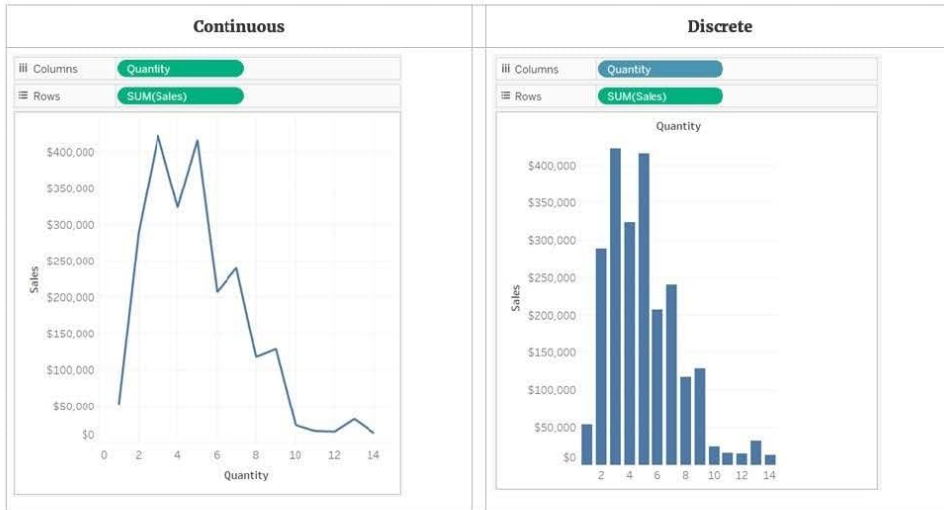 Continuous
Discrete
Columns
Quantity
Rows
SUM(Sales)
$400,000
$350,000
$300,000
$250,000
$200,000
$150,000
$100,000
$50,000
$0
Sales
0 2 4 6 8 10 12 14
Quantity
Columns
Quantity
Rows
SUM(Sales)
Quantity
$400,000
$350,000
$300,000
$250,000
$200,000
$150,000
$100,000
$50,000
$0
Sales
2 4 6 8 10 12 14